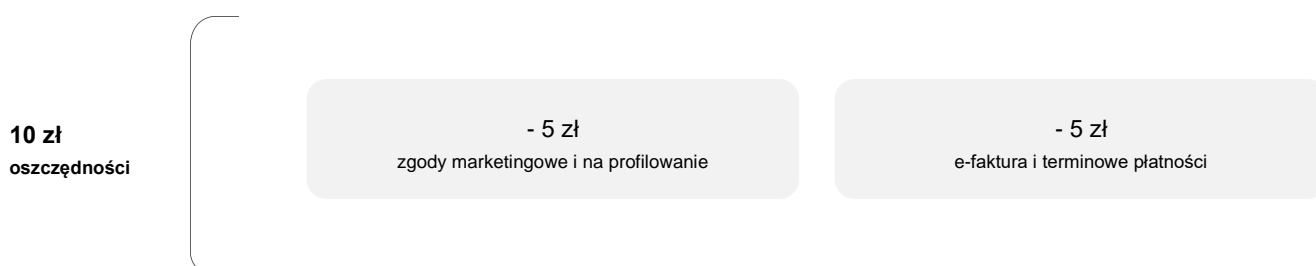 10 zł
oszczędności
- 5 zł
zgody marketingowe i na profilowanie
- 5 zł
e-faktura i terminowe płatności